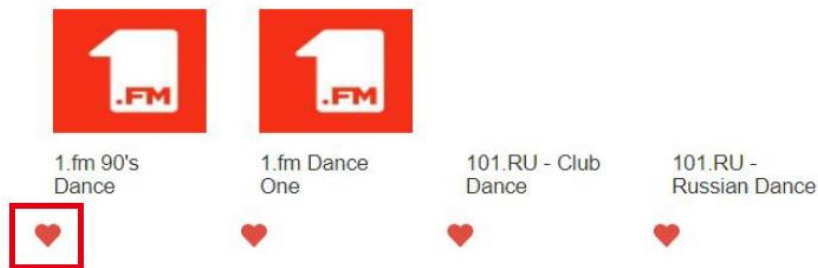 .FM
.FM
1.fm 90's
Dance
1.fm Dance
One
101.RU - Club
Dance
101.RU -
Russian Dance